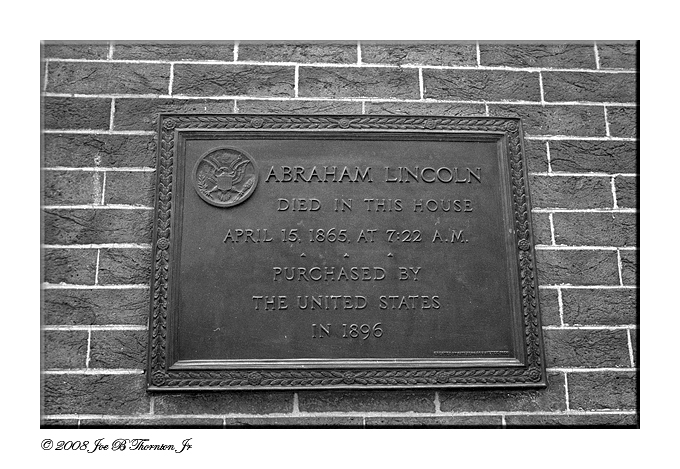 ABRAHAM LINCOLN
DIED IN THIS HOUSE
APRIL 15, 1865, AT 7:22 A.M.
PURCHASED BY
THE UNITED STATES
IN 1896
© 2008 Joe B Thornton, Jr